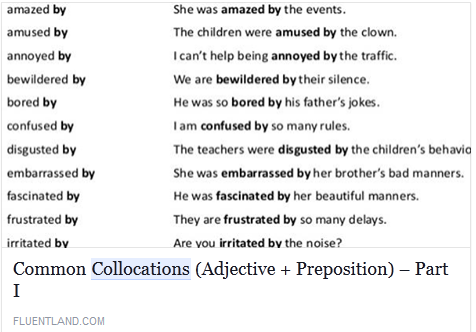 amazed by She was amazed by the events.
amused by The children were amused by the clown.
annoyed by I can't help being annoyed by the traffic.
bewildered by We are bewildered by their silence.
bored by He was so bored by his father's jokes.
confused by I am confused by so many rules.
disgusted by The teachers were disgusted by the children's behavio
embarrassed by She was embarrassed by her brother's bad manners.
fascinated by He was fascinated by her beautiful manners.
frustrated by They are frustrated by so many delays.
irritated by Are you irritated by the noise?
Common Collocations (Adjective + Preposition) – Part
I
FLUENTLAND.COM